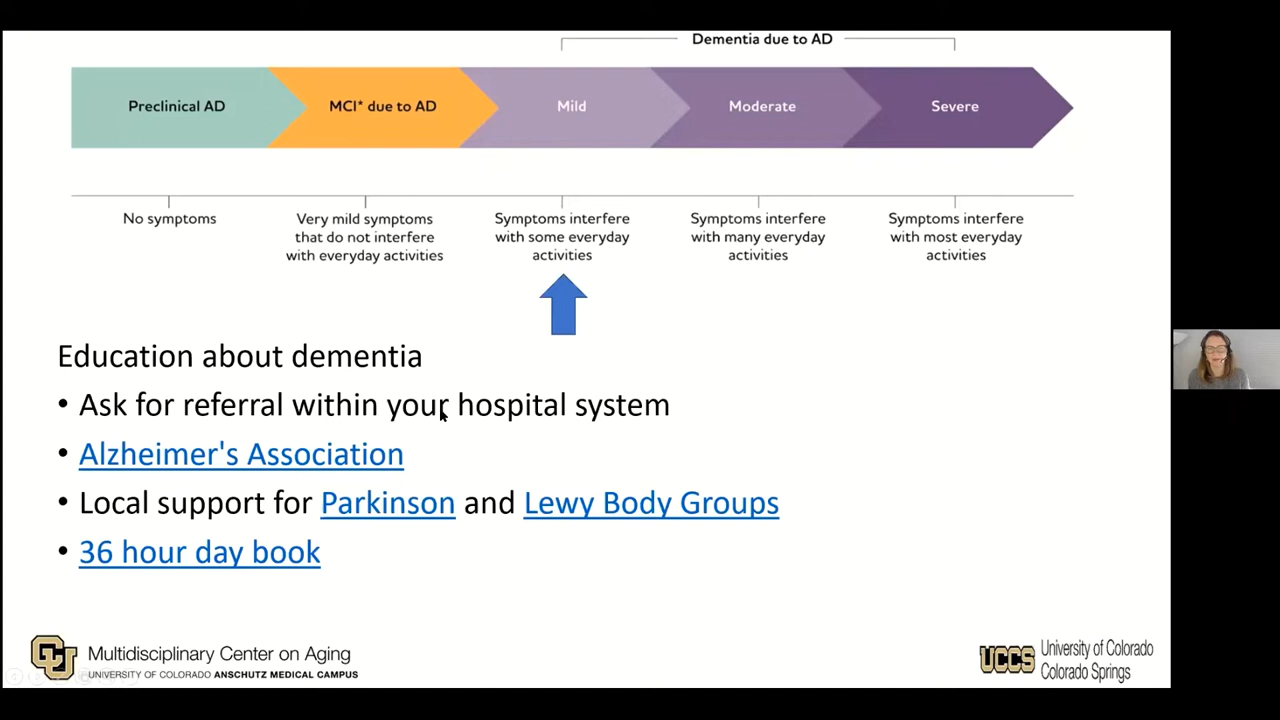 Dementia due to AD
Preclinical AD
MCI* due to AD
Mild
Moderate
Severe
No symptoms
Very mild symptoms
that do not interfere
with everyday activities
Symptoms interfere
with some everyday
activities
Symptoms interfere
with many everyday
activities
Symptoms interfere
with most everyday
activities
Education about dementia
• Ask for referral within your hospital system
• Alzheimer's Association
• Local support for Parkinson and Lewy Body Groups
• 36 hour day book
CU
Multidisciplinary Center on Aging
UNIVERSITY OF COLORADO ANSCHUTZ MEDICAL CAMPUS
UCCS
University of Colorado
Colorado Springs